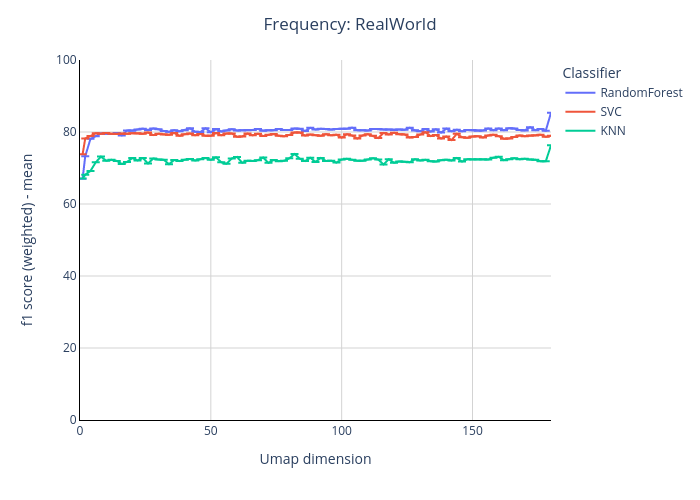 Frequency: RealWorld
Classifier
RandomForest
SVC
KNN
f1 score (weighted) - mean
100
80
60
40
20
0
0
50
100
150
Umap dimension